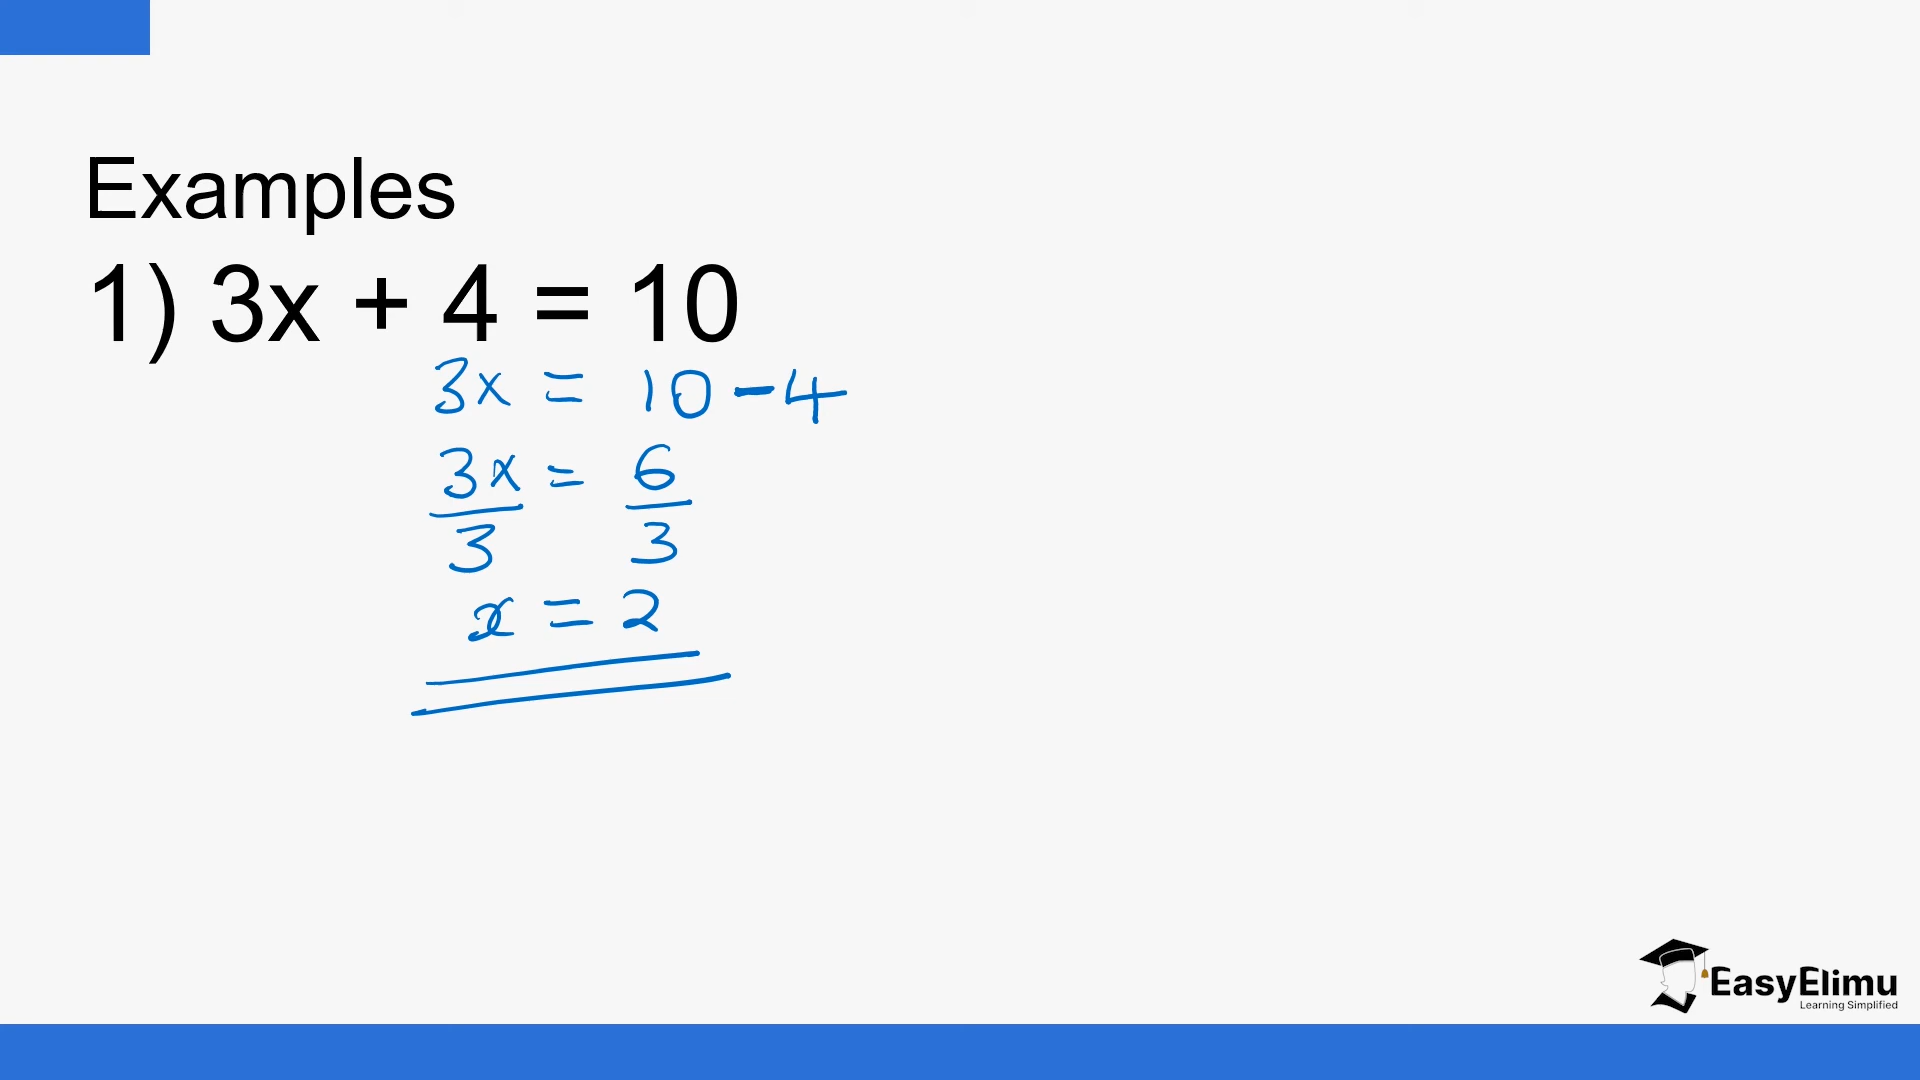 Examples
1) 3x + 4 = 10
3x = 10 - 4
3x = 6
3 3
x = 2
EasyElimu
Learning Simplified